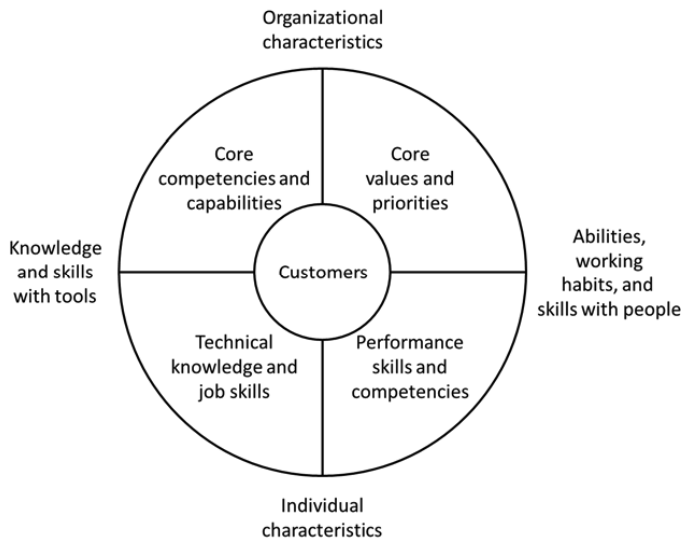 Organizational
characteristics
Core
competencies and
capabilities
Core
values and
priorities
Knowledge
and skills
with tools
Customers
Abilities,
working
habits, and
skills with people
Technical
knowledge and
job skills
Performance
skills and
competencies
Individual
characteristics